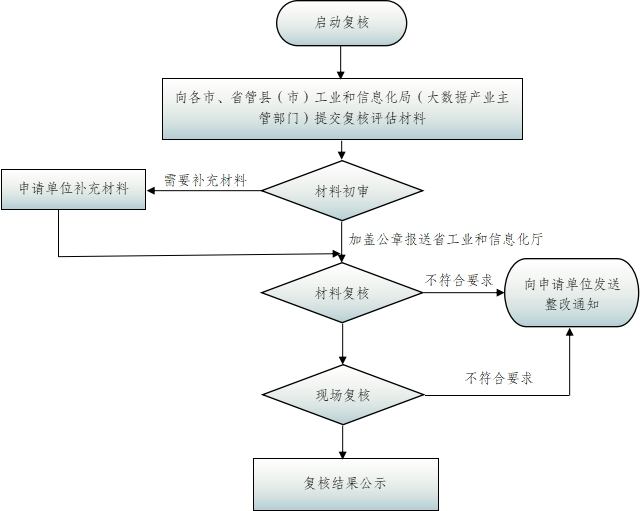 启动复核
向各市、省管县（市）工业和信息化局（大数据产业主
管部门）提交复核评估材料
需要补充材料
申请单位补充材料
材料初审
加盖公章报送省工业和信息化厅
材料复核
不符合要求
向申请单位发送
整改通知
现场复核
不符合要求
复核结果公示